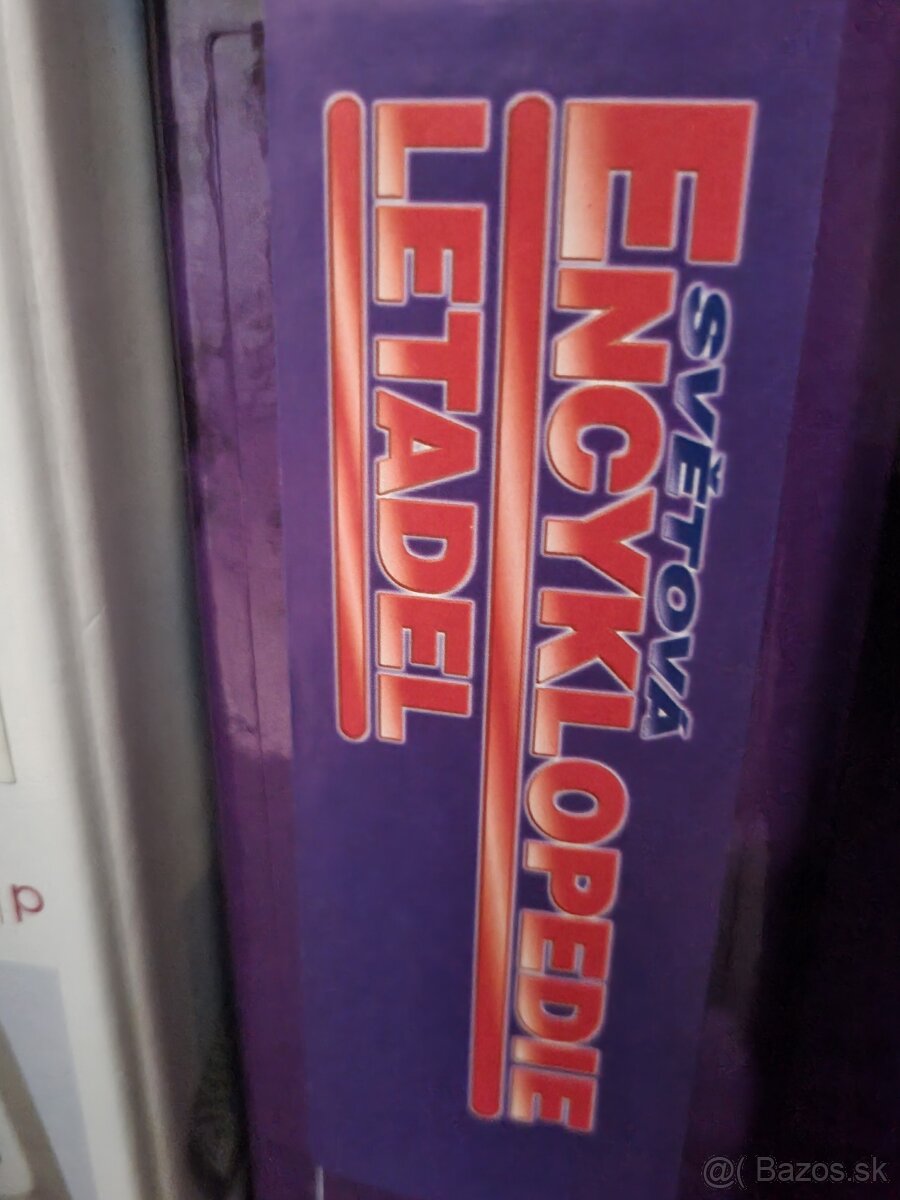 SVĚTOVÁ
ENCYKLOPEDIE
LETADEL
p
@( Bazos.sk